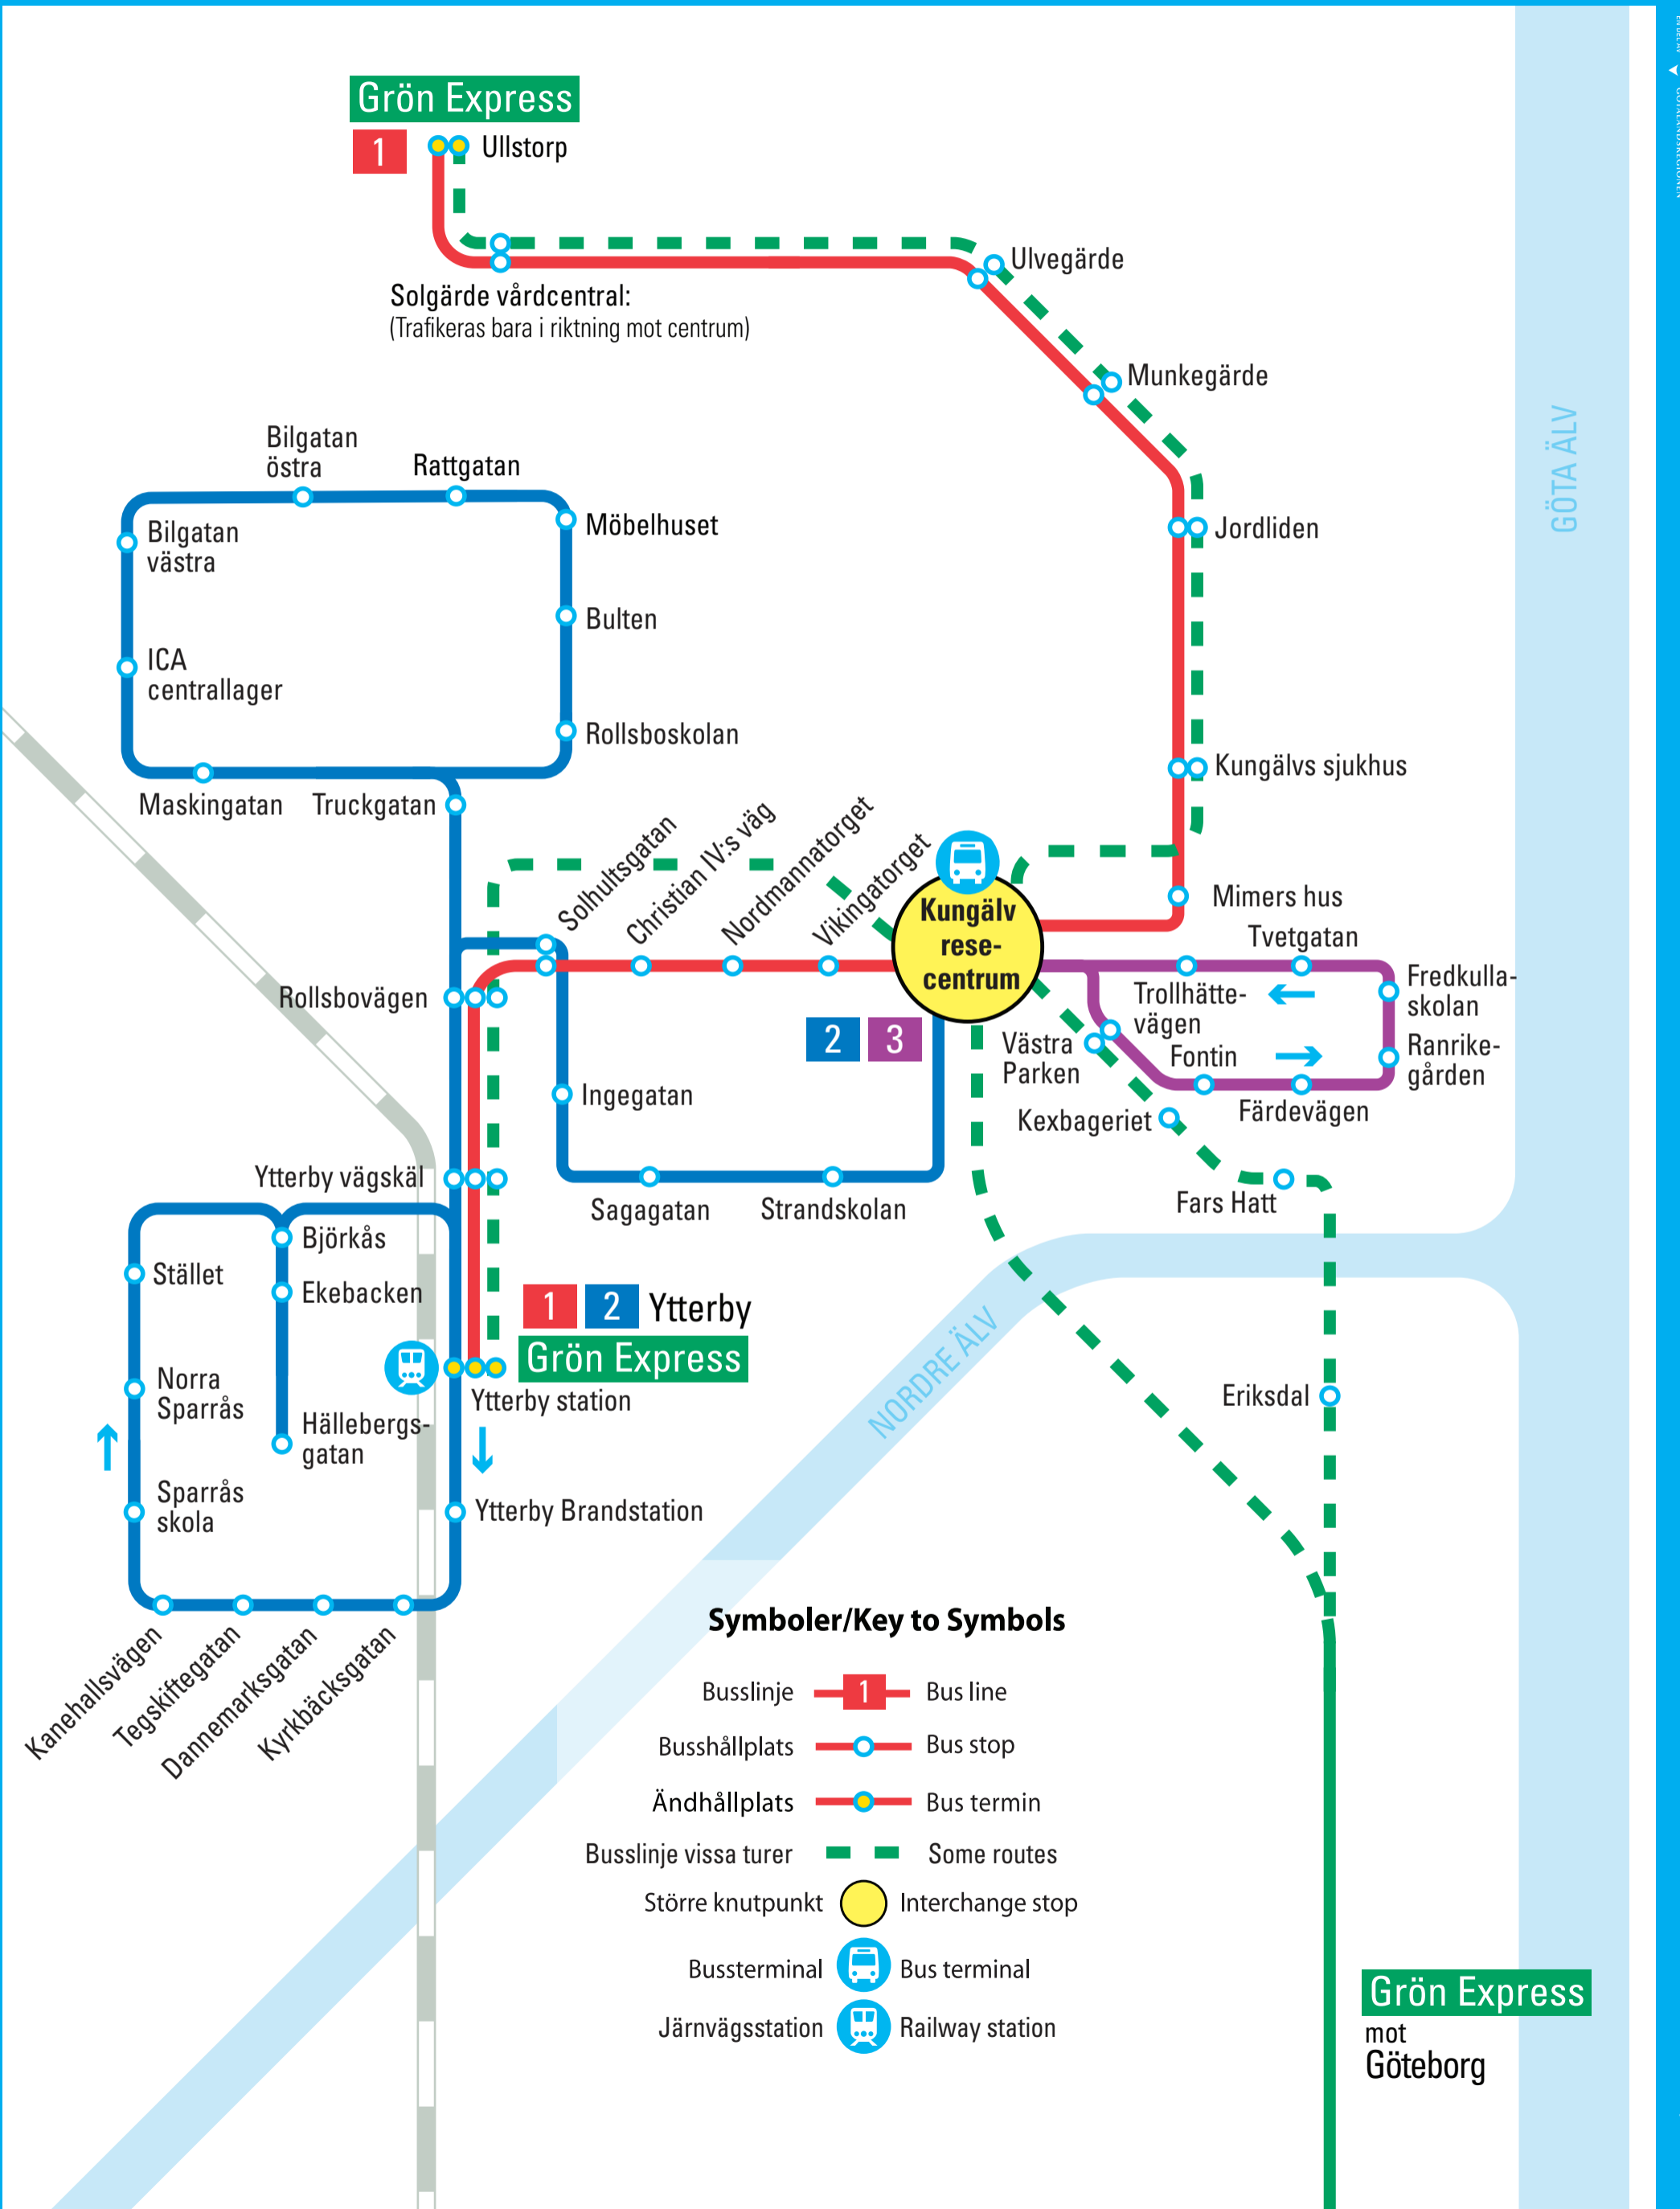 Grön Express
1
Ullstorp
Solgärde vårdcentral:
(Trafikeras bara i riktning mot centrum)
Ulvegärde
Munkegärde
GÖTA ÄLV
Jordliden
Bilgatan
östra
Rattgatan
Bilgatan
västra
Möbelhuset
Bulten
ICA
centrallager
Rollsboskolan
Kungälvs sjukhus
Maskingatan
Truckgatan
Solhultsgatan
Christian IV:s väg
Nordmannatorget
Vikingatorget
Kungälv
rese-
centrum
Mimers hus
Tvetgatan
Rollsbovägen
Trollhätte-
vägen
Fredkulla-
skolan
2 3
Västra
Parken
Fontin
Ranrike-
gården
Ingegatan
Kexbageriet
Färdevägen
Ytterby vägskäl
Sagagatan
Strandskolan
Fars Hatt
Björkås
Stället
Ekebacken
1 2 Ytterby
Grön Express
NORDRE ÄLV
Norra
Sparrås
Ytterby station
Eriksdal
Hällebergs-
gatan
Sparrås
skola
Ytterby Brandstation
Kanehallsvägen
Tegskiftegatan
Dannemarksgatan
Kyrkbäcksgatan
Symboler/Key to Symbols
Busslinje 1 Bus line
Busshållplats Bus stop
Ändhållplats Bus termin
Busslinje vissa turer Some routes
Större knutpunkt Interchange stop
Bussterminal Bus terminal
Järnvägsstation Railway station
Grön Express
mot
Göteborg